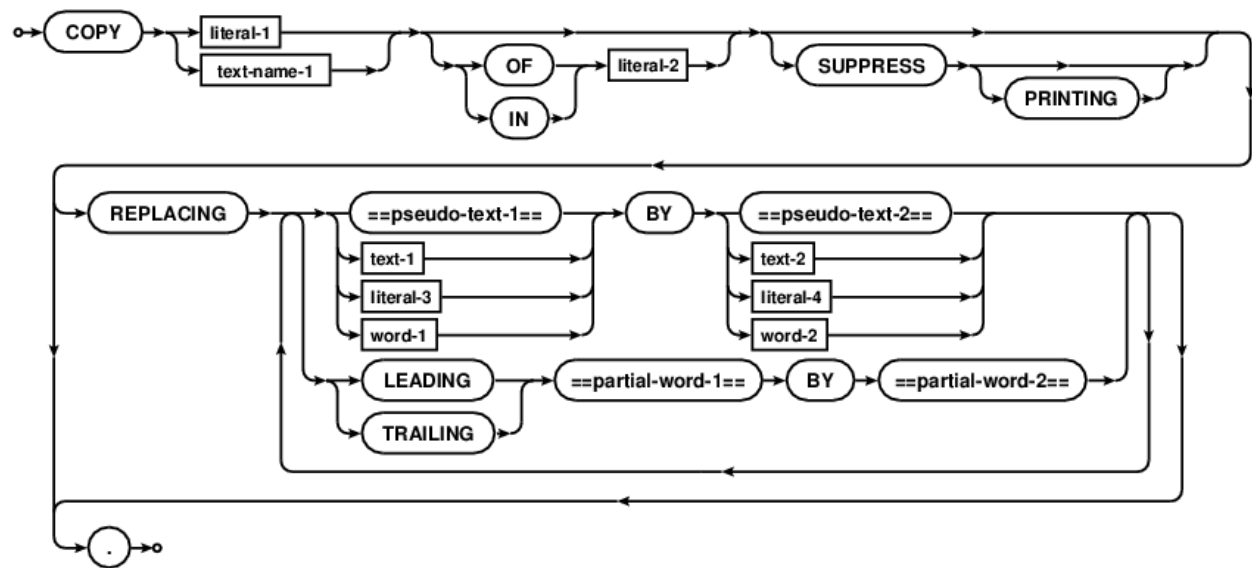 COPY literal-1 OF literal-2 SUPPRESS
text-name-1 IN PRINTING
REPLACING ==pseudo-text-1== BY ==pseudo-text-2==
text-1 text-2
literal-3 literal-4
word-1 word-2
LEADING ==partial-word-1== BY ==partial-word-2==
TRAILING
.